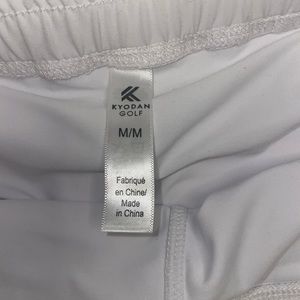 KYODAN
GOLF
M/M
Fabriqué
en Chine/
Made
in China